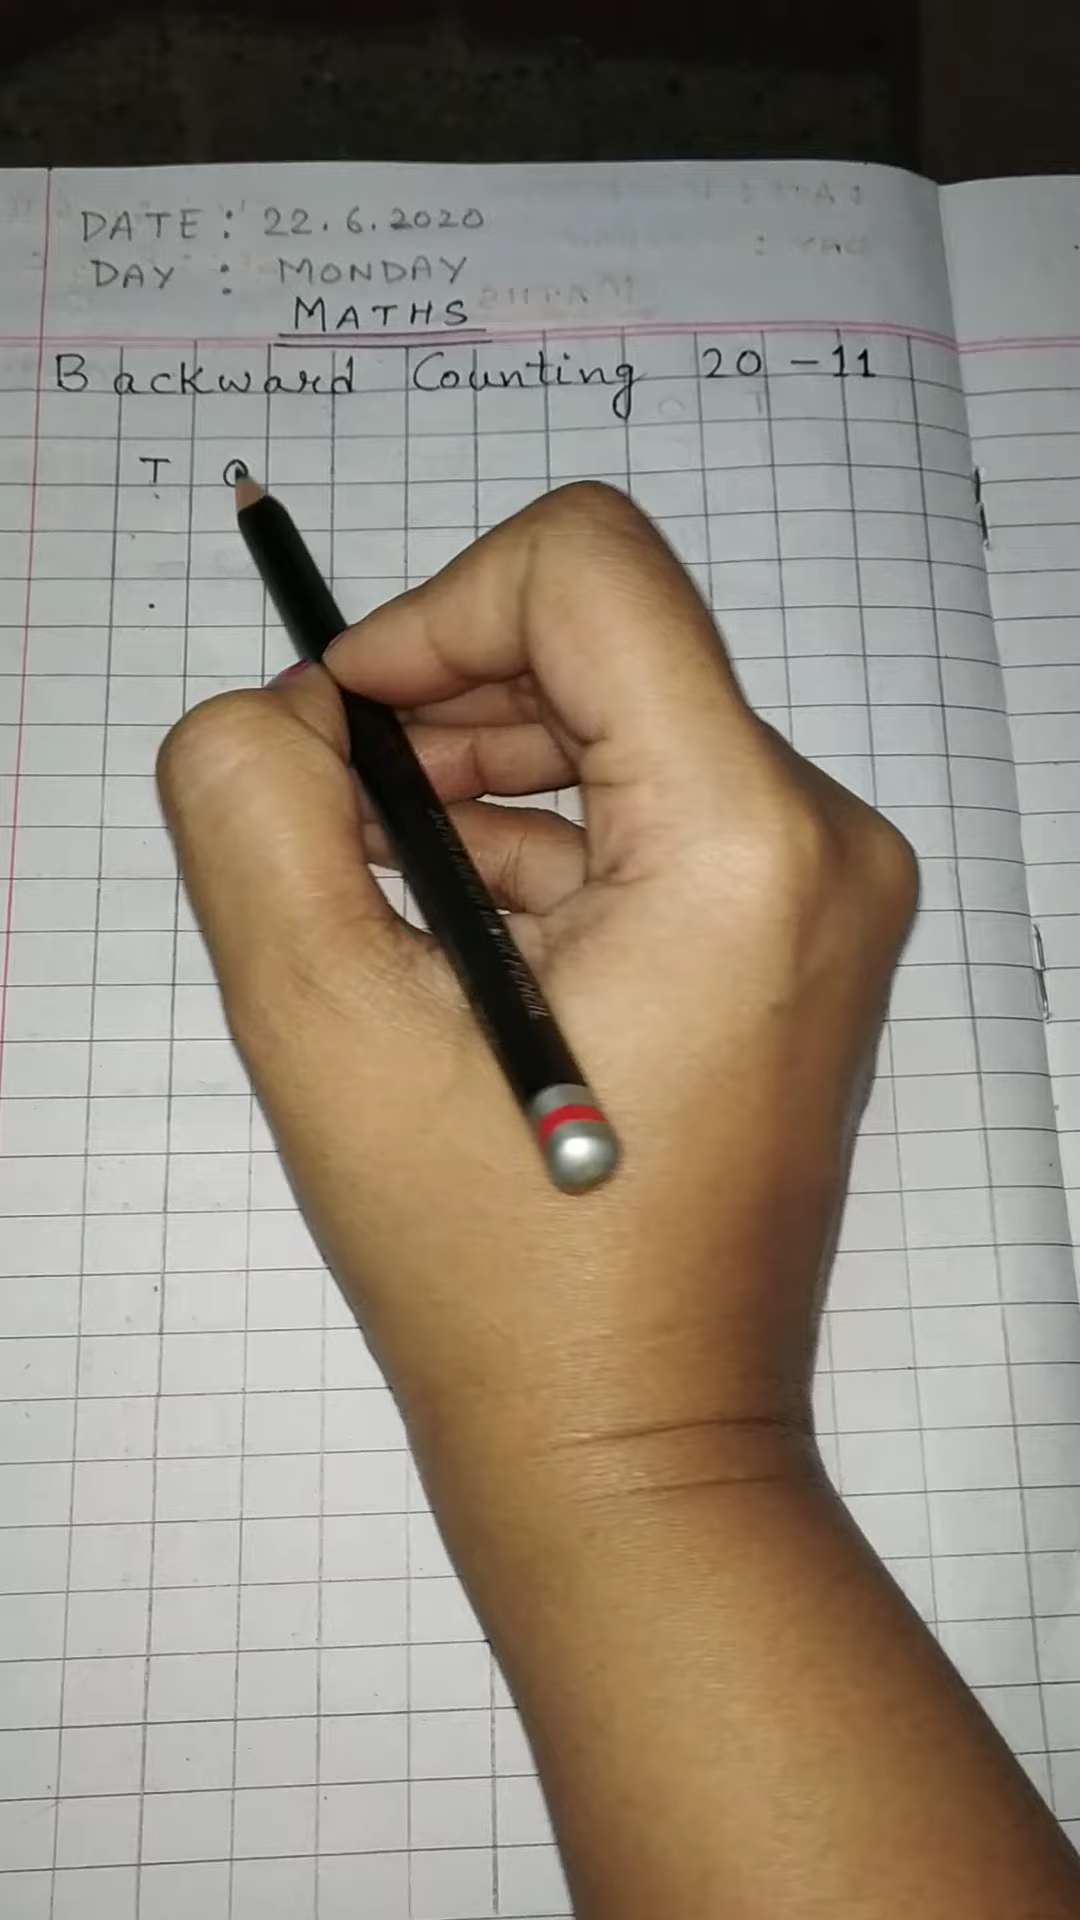 DATE : 22.6.2020
DAY : MONDAY
MATHS
Backward Counting 20 - 11
T O